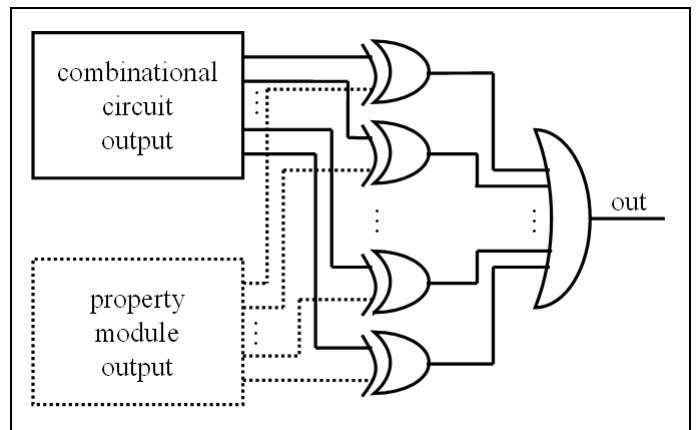 combinational
circuit
output
out
property
module
output